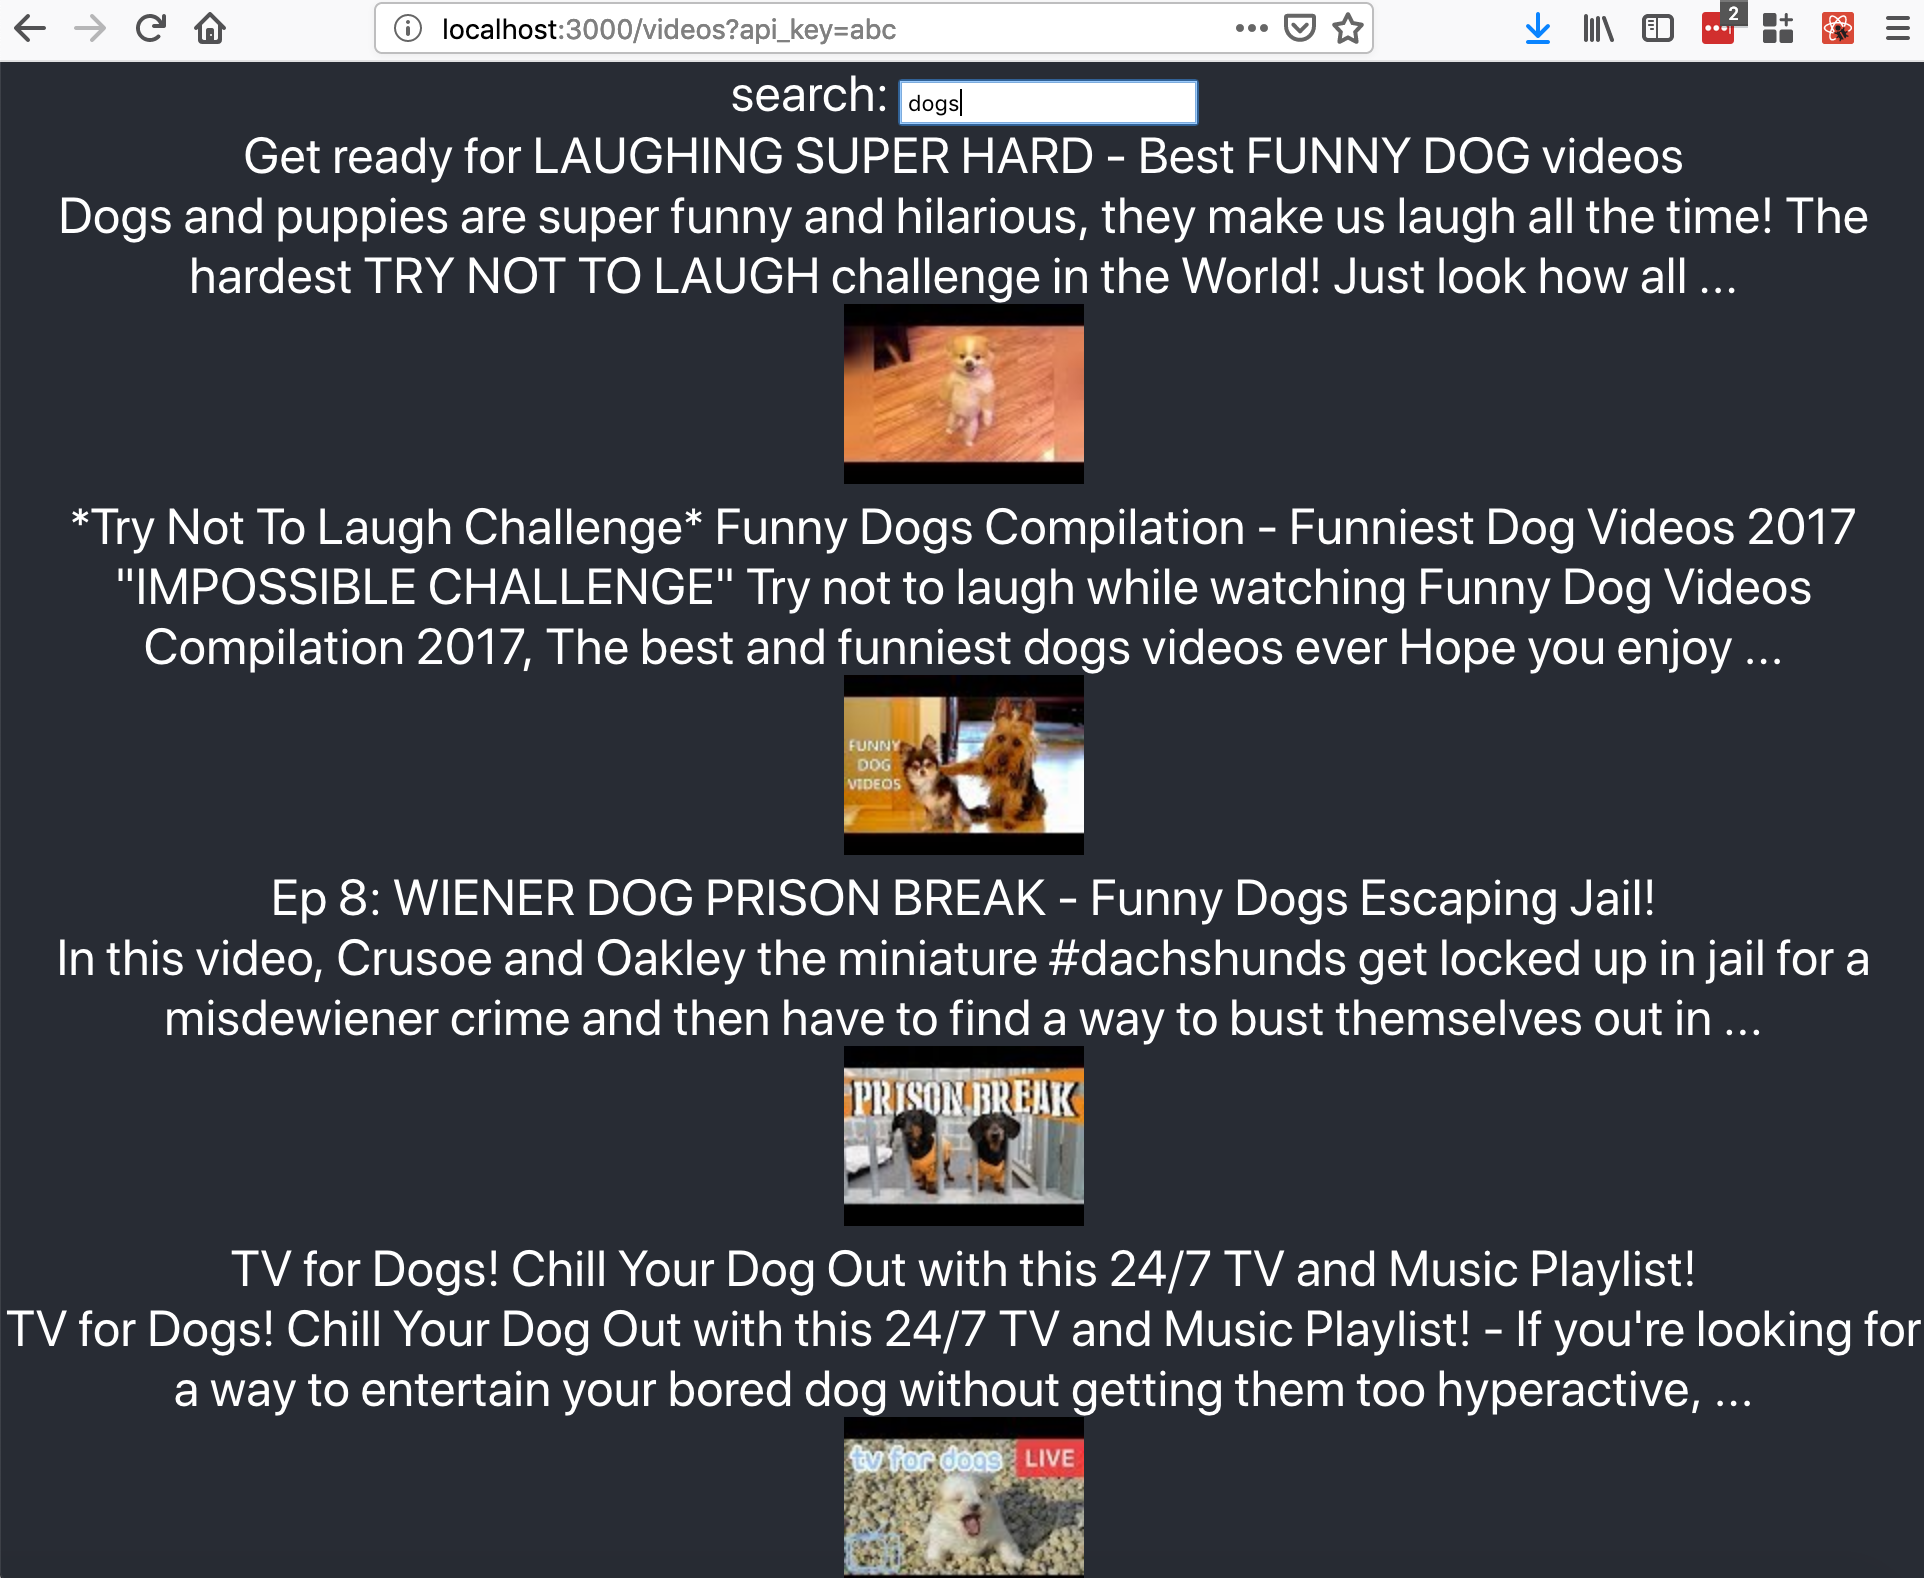 localhost:3000/videos?api_key=abc
2
search: dogs
Get ready for LAUGHING SUPER HARD - Best FUNNY DOG videos
Dogs and puppies are super funny and hilarious, they make us laugh all the time! The
hardest TRY NOT TO LAUGH challenge in the World! Just look how all ...
*Try Not To Laugh Challenge* Funny Dogs Compilation - Funniest Dog Videos 2017
"IMPOSSIBLE CHALLENGE" Try not to laugh while watching Funny Dog Videos
Compilation 2017, The best and funniest dogs videos ever Hope you enjoy ...
FUNNY
DOG
VIDEOS
Ep 8: WIENER DOG PRISON BREAK - Funny Dogs Escaping Jail!
In this video, Crusoe and Oakley the miniature #dachshunds get locked up in jail for a
misdewiener crime and then have to find a way to bust themselves out in ...
PRISON BREAK
TV for Dogs! Chill Your Dog Out with this 24/7 TV and Music Playlist!
TV for Dogs! Chill Your Dog Out with this 24/7 TV and Music Playlist! - If you're looking for
a way to entertain your bored dog without getting them too hyperactive, ...
tv for dogs LIVE